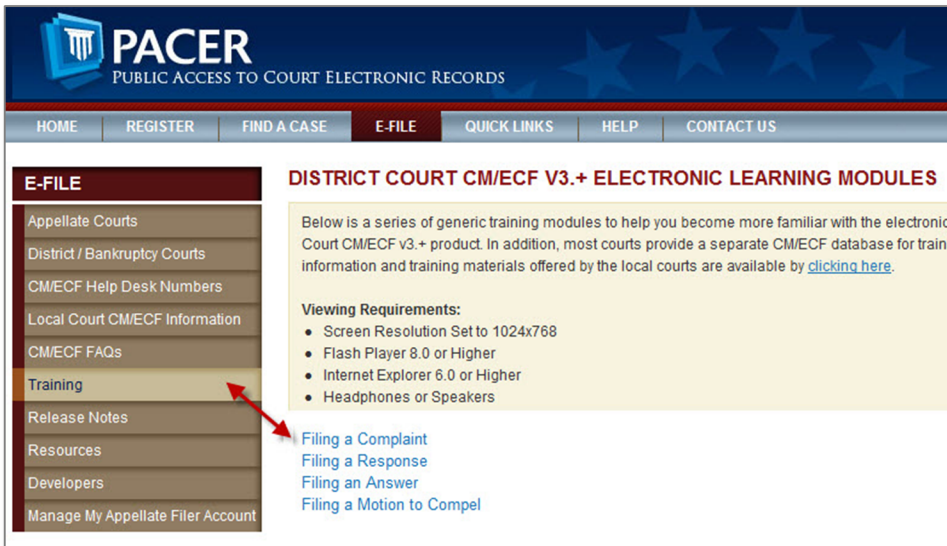 PACER
PUBLIC ACCESS TO COURT ELECTRONIC RECORDS
HOME REGISTER FIND A CASE E-FILE QUICK LINKS HELP CONTACT US
E-FILE
Appellate Courts
District / Bankruptcy Courts
CM/ECF Help Desk Numbers
Local Court CM/ECF Information
CM/ECF FAQs
Training
Release Notes
Resources
Developers
Manage My Appellate Filer Account
DISTRICT COURT CM/ECF V3.+ ELECTRONIC LEARNING MODULES
Below is a series of generic training modules to help you become more familiar with the electronic
Court CM/ECF v3.+ product. In addition, most courts provide a separate CM/ECF database for train
information and training materials offered by the local courts are available by clicking here.
Viewing Requirements:
• Screen Resolution Set to 1024x768
• Flash Player 8.0 or Higher
• Internet Explorer 6.0 or Higher
• Headphones or Speakers
Filing a Complaint
Filing a Response
Filing an Answer
Filing a Motion to Compel